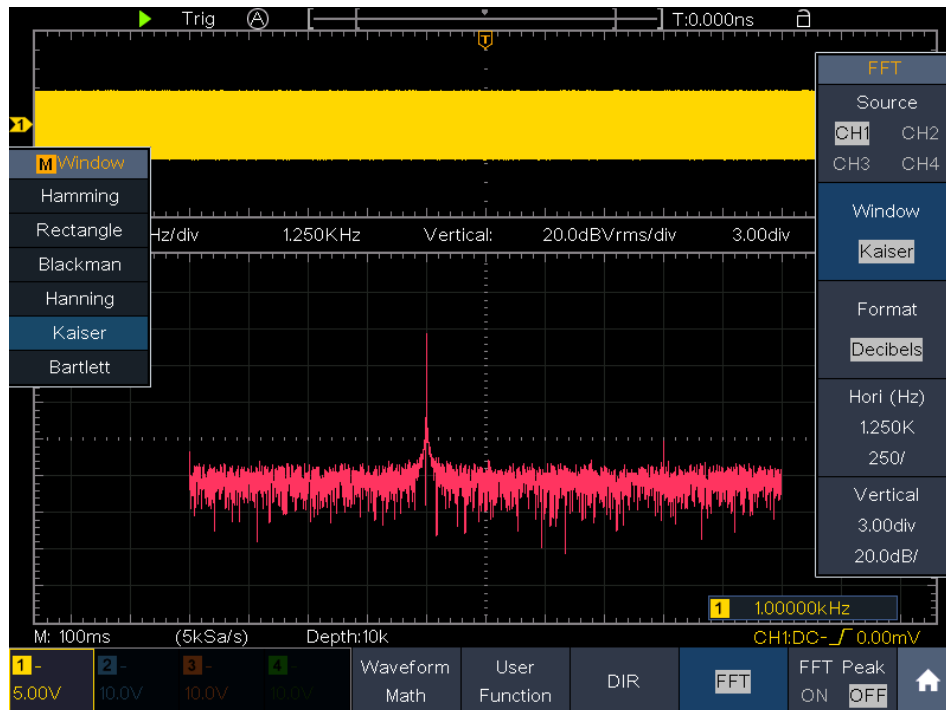 Trig A T:0.000ns
T
FFT
Source
CH1 CH2
CH3 CH4
1
M Window
Hamming
Rectangle
Blackman
Hanning
Kaiser
Bartlett
Hz/div 1.250KHz Vertical: 20.0dBVrms/div 3.00div
Window
Kaiser
Format
Decibels
Hori (Hz)
1.250K
250/
Vertical
3.00div
20.0dB/
1 1.00000kHz
M: 100ms (5kSa/s) Depth:10k CH1:DC- 0.00mV
1 -
5.00V
2 -
10.0V
3 -
10.0V
4 -
10.0V
Waveform
Math
User
Function
DIR
FFT
FFT Peak
ON OFF